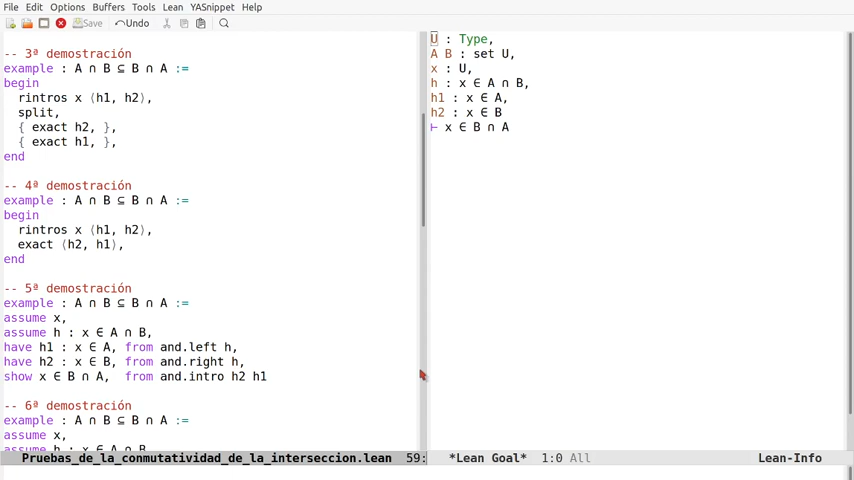 File Edit Options Buffers Tools Lean YASnippet Help
Save Undo
-- 3ª demostración
example : A ∩ B ⊆ B ∩ A :=
begin
  rintros x ⟨h1, h2⟩,
  split,
  { exact h2, },
  { exact h1, },
end
-- 4ª demostración
example : A ∩ B ⊆ B ∩ A :=
begin
  rintros x ⟨h1, h2⟩,
  exact ⟨h2, h1⟩,
end
-- 5ª demostración
example : A ∩ B ⊆ B ∩ A :=
assume x,
assume h : x ∈ A ∩ B,
have h1 : x ∈ A, from and.left h,
have h2 : x ∈ B, from and.right h,
show x ∈ B ∩ A,  from and.intro h2 h1
-- 6ª demostración
example : A ∩ B ⊆ B ∩ A :=
assume x,
assume h : x ∈ A ∩ B
Pruebas_de_la_conmutatividad_de_la_interseccion.lean 59:
U : Type,
A B : set U,
x : U,
h : x ∈ A ∩ B,
h1 : x ∈ A,
h2 : x ∈ B
⊢ x ∈ B ∩ A
*Lean Goal* 1:0 All Lean-Info